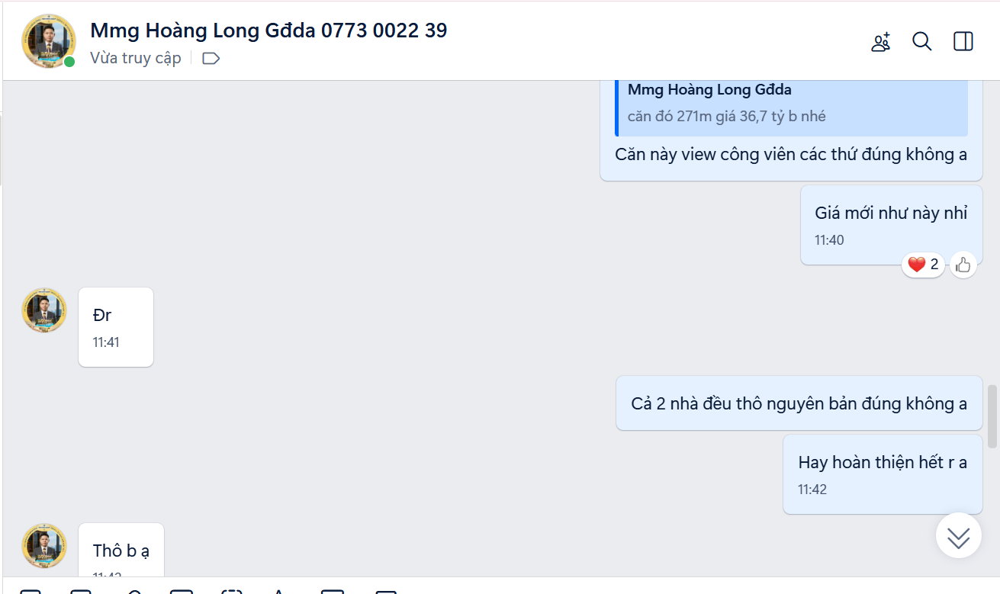 Mmg Hoàng Long Gđda 0773 0022 39
Vừa truy cập
Mmg Hoàng Long Gđda
căn đó 271m giá 36,7 tỷ b nhé
Căn này view công viên các thứ đúng không a
Giá mới như này nhỉ
11:40
2
Đr
11:41
Cả 2 nhà đều thô nguyên bản đúng không a
Hay hoàn thiện hết r a
11:42
Thô b ạ